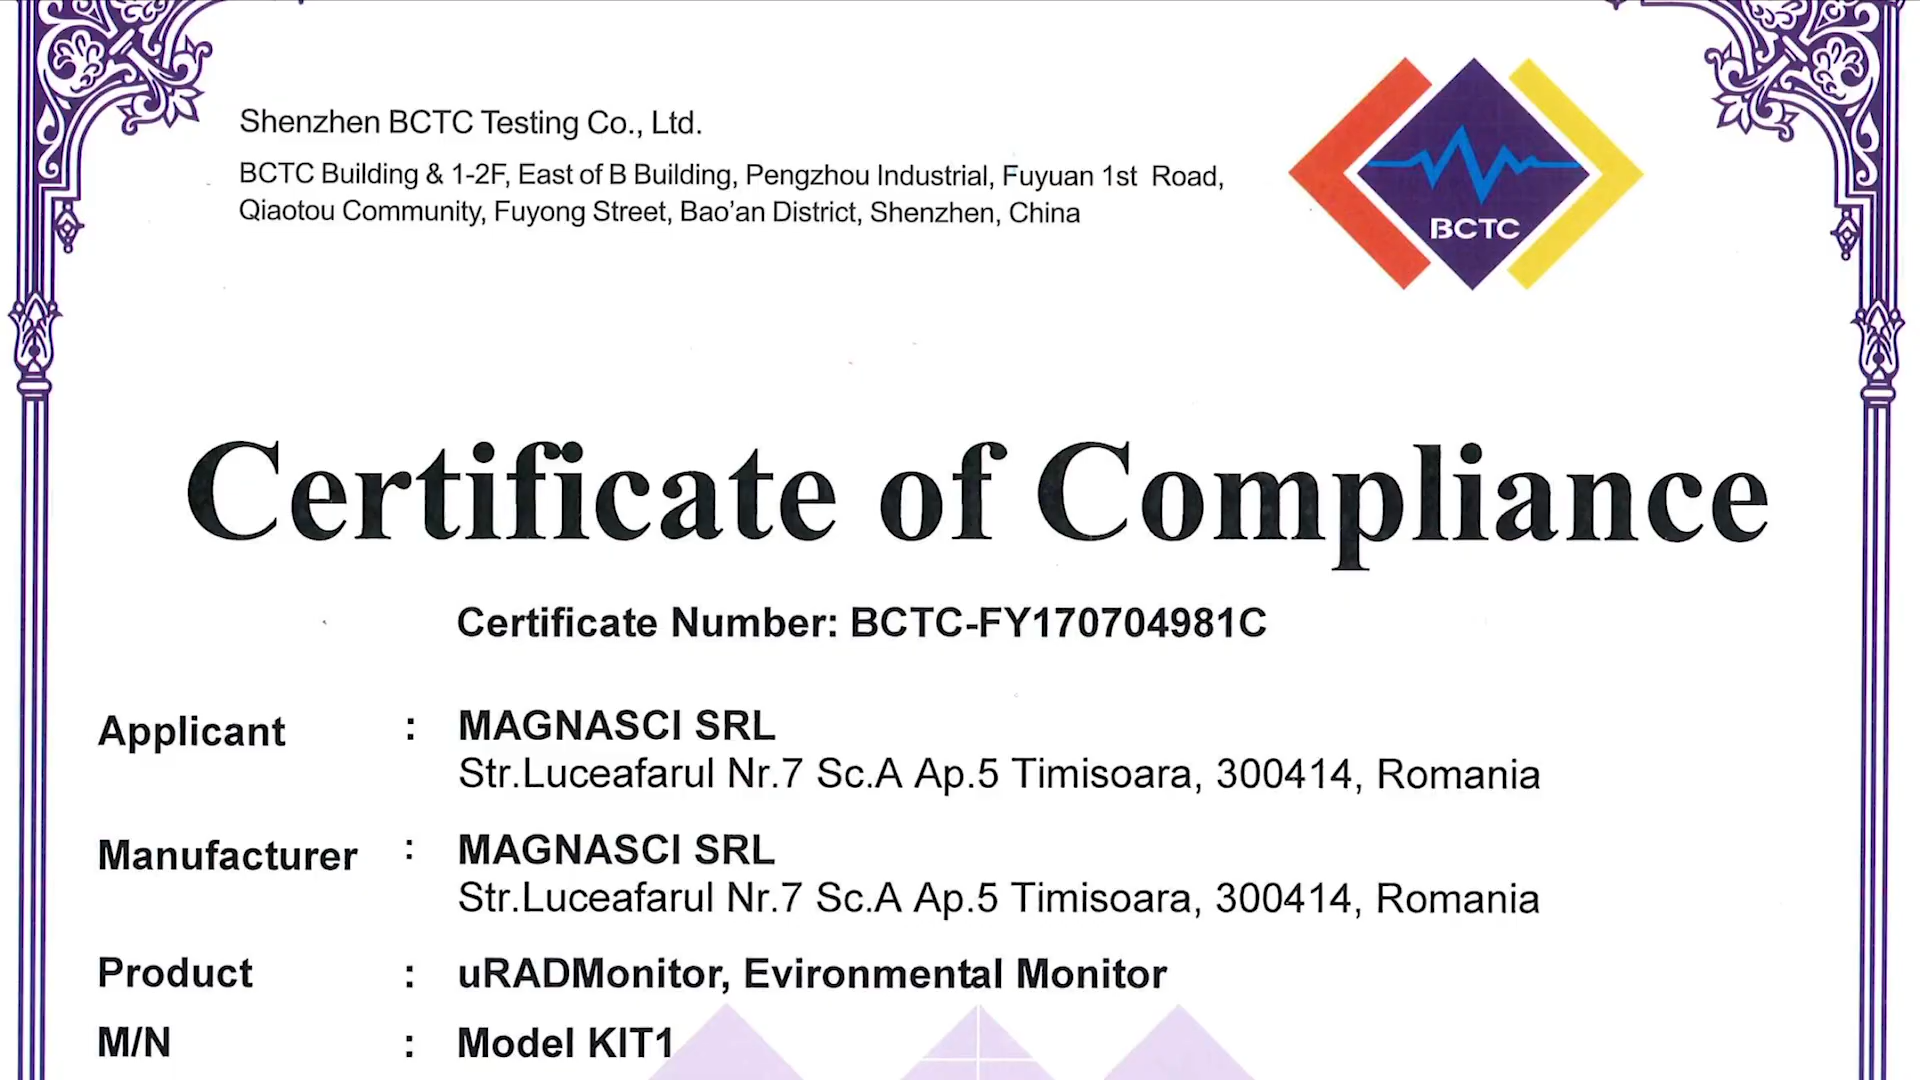 Shenzhen BCTC Testing Co., Ltd.
BCTC Building & 1-2F, East of B Building, Pengzhou Industrial, Fuyuan 1st Road,
Qiaotou Community, Fuyong Street, Bao'an District, Shenzhen, China
BCTC
Certificate of Compliance
Certificate Number: BCTC-FY170704981C
Applicant : MAGNASCI SRL
Str.Luceafarul Nr.7 Sc.A Ap.5 Timisoara, 300414, Romania
Manufacturer : MAGNASCI SRL
Str.Luceafarul Nr.7 Sc.A Ap.5 Timisoara, 300414, Romania
Product : uRADMonitor, Evironmental Monitor
M/N : Model KIT1